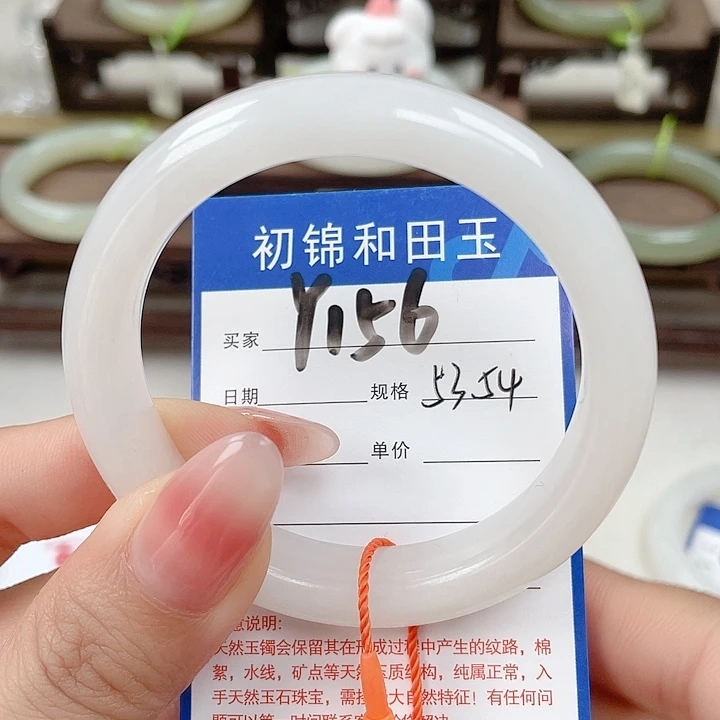 初锦和田玉
买家 Y156
日期 规格 53.54
单价
意说明:
天然玉镯会保留其在形成过程中产生的纹路，棉
絮，水线，矿点等天然玉质结构，纯属正常，入
手天然玉石珠宝，需接 大自然特征！有任何问